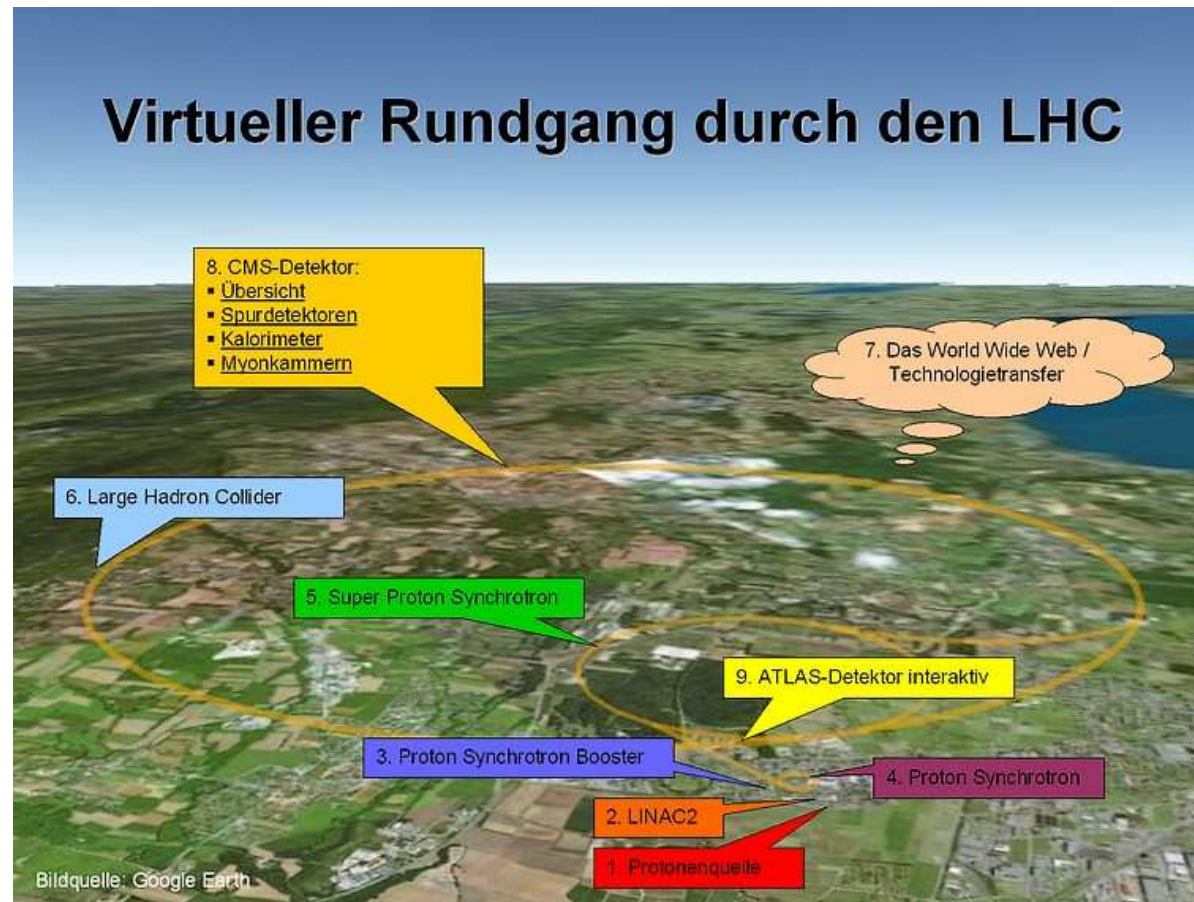 Virtueller Rundgang durch den LHC
8. CMS-Detektor:
▪ Übersicht
▪ Spurdetektoren
▪ Kalorimeter
▪ Myonkammern
7. Das World Wide Web /
Technologietransfer
6. Large Hadron Collider
5. Super Proton Synchrotron
9. ATLAS-Detektor interaktiv
3. Proton Synchrotron Booster
4. Proton Synchrotron
2. LINAC2
1. Protonenquelle
Bildquelle: Google Earth